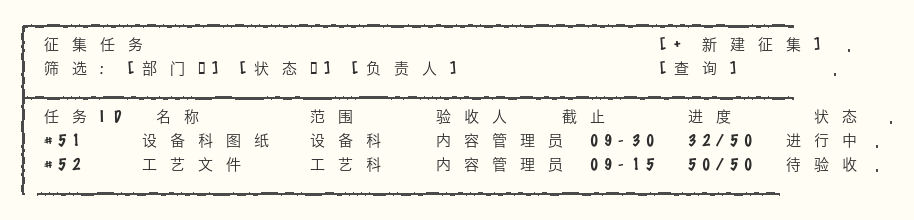 征集任务 [+ 新建征集]
筛选: [部门▯] [状态▯] [负责人] [查询]
任务ID 名称 范围 验收人 截止 进度 状态
#51 设备科图纸 设备科 内容管理员 09-30 32/50 进行中
#52 工艺文件 工艺科 内容管理员 09-15 50/50 待验收